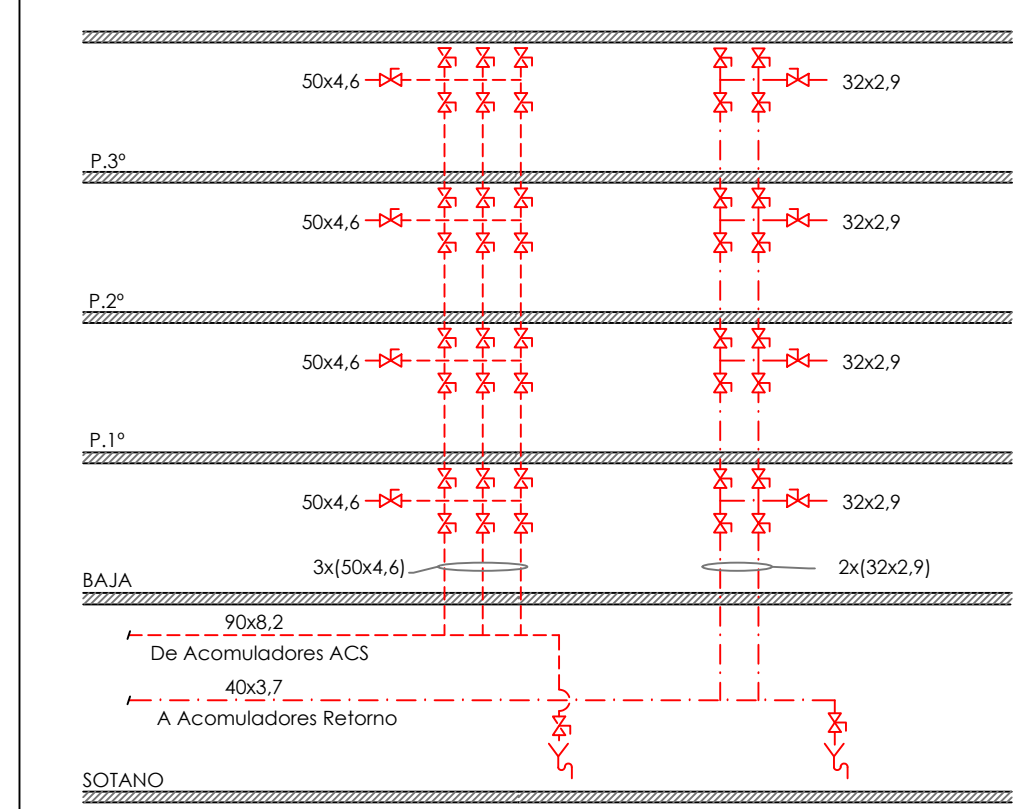 50x4,6
32x2,9
P.3º
50x4,6
32x2,9
P.2º
50x4,6
32x2,9
P.1º
50x4,6
32x2,9
3x(50x4,6)
2x(32x2,9)
BAJA
90x8,2
De Acomuladores ACS
40x3,7
A Acomuladores Retorno
SOTANO